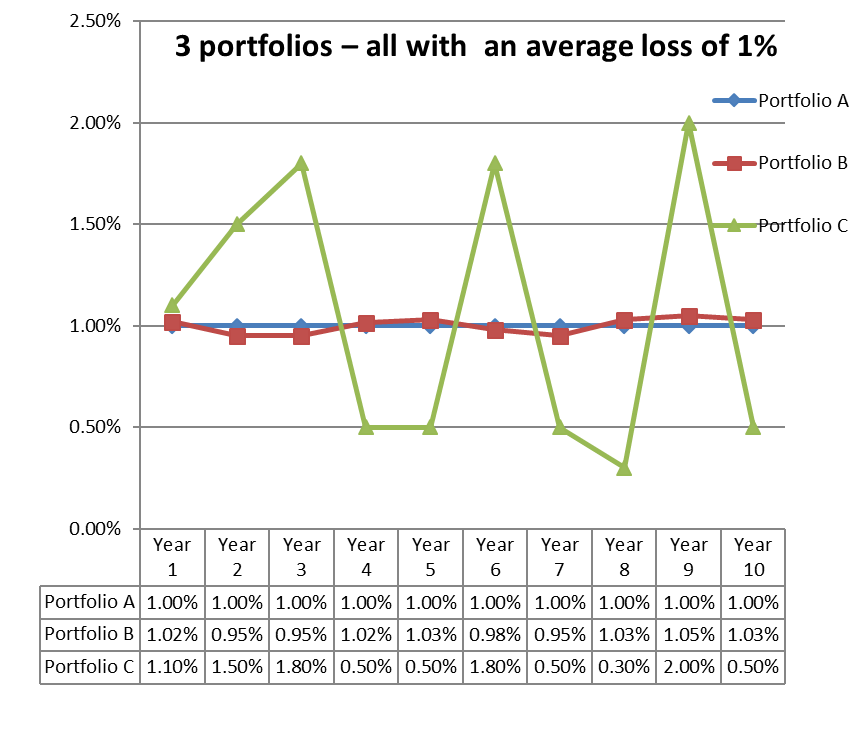 2.50%
3 portfolios – all with  an average loss of 1%
Portfolio A
2.00%
Portfolio B
1.50%
Portfolio C
1.00%
0.50%
0.00%
Year 1 Year 2 Year 3 Year 4 Year 5 Year 6 Year 7 Year 8 Year 9 Year 10
Portfolio A 1.00% 1.00% 1.00% 1.00% 1.00% 1.00% 1.00% 1.00% 1.00% 1.00%
Portfolio B 1.02% 0.95% 0.95% 1.02% 1.03% 0.98% 0.95% 1.03% 1.05% 1.03%
Portfolio C 1.10% 1.50% 1.80% 0.50% 0.50% 1.80% 0.50% 0.30% 2.00% 0.50%